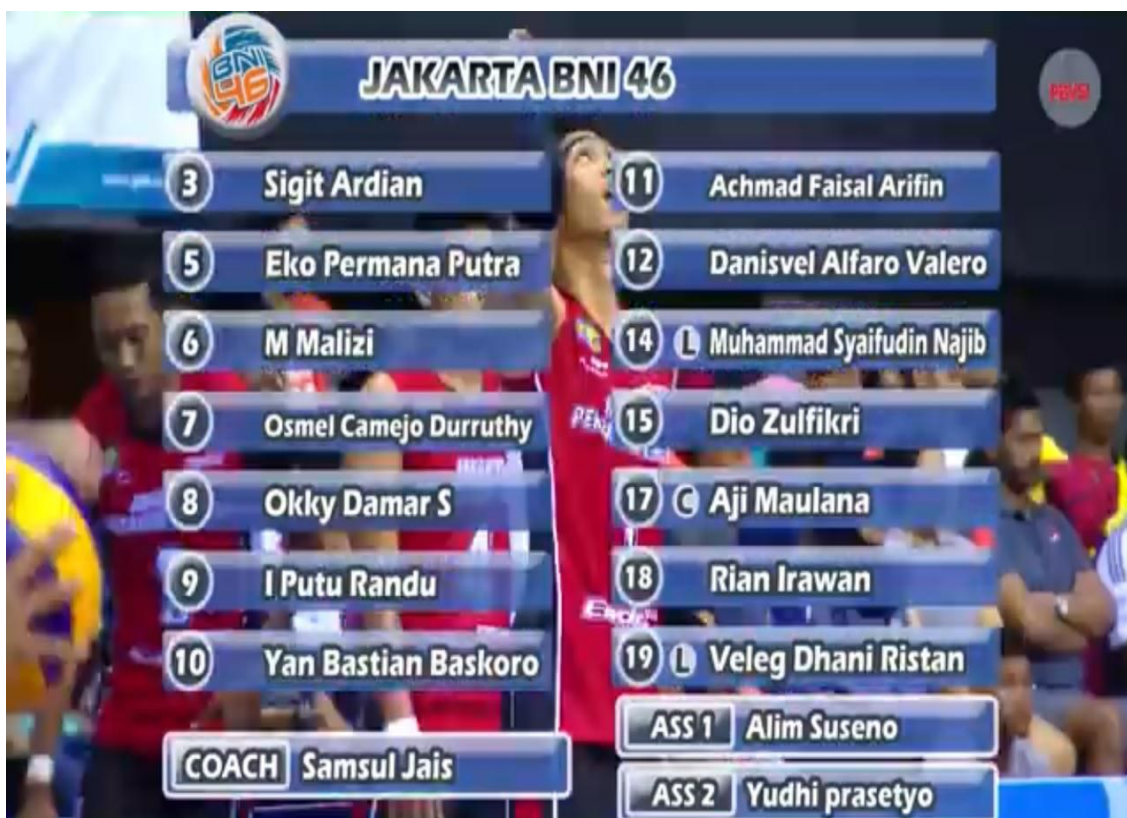 BNI 46
JAKARTA BNI 46
PBVSI
3 Sigit Ardian
5 Eko Permana Putra
6 M Malizi
7 Osmel Camejo Durruthy
8 Okky Damar S
9 I Putu Randu
10 Yan Bastian Baskoro
COACH Samsul Jais
11 Achmad Faisal Arifin
12 Danisvel Alfaro Valero
14 L Muhammad Syaifudin Najib
15 Dio Zulfikri
17 C Aji Maulana
18 Rian Irawan
19 L Veleg Dhani Ristan
ASS 1 Alim Suseno
ASS 2 Yudhi prasetyo